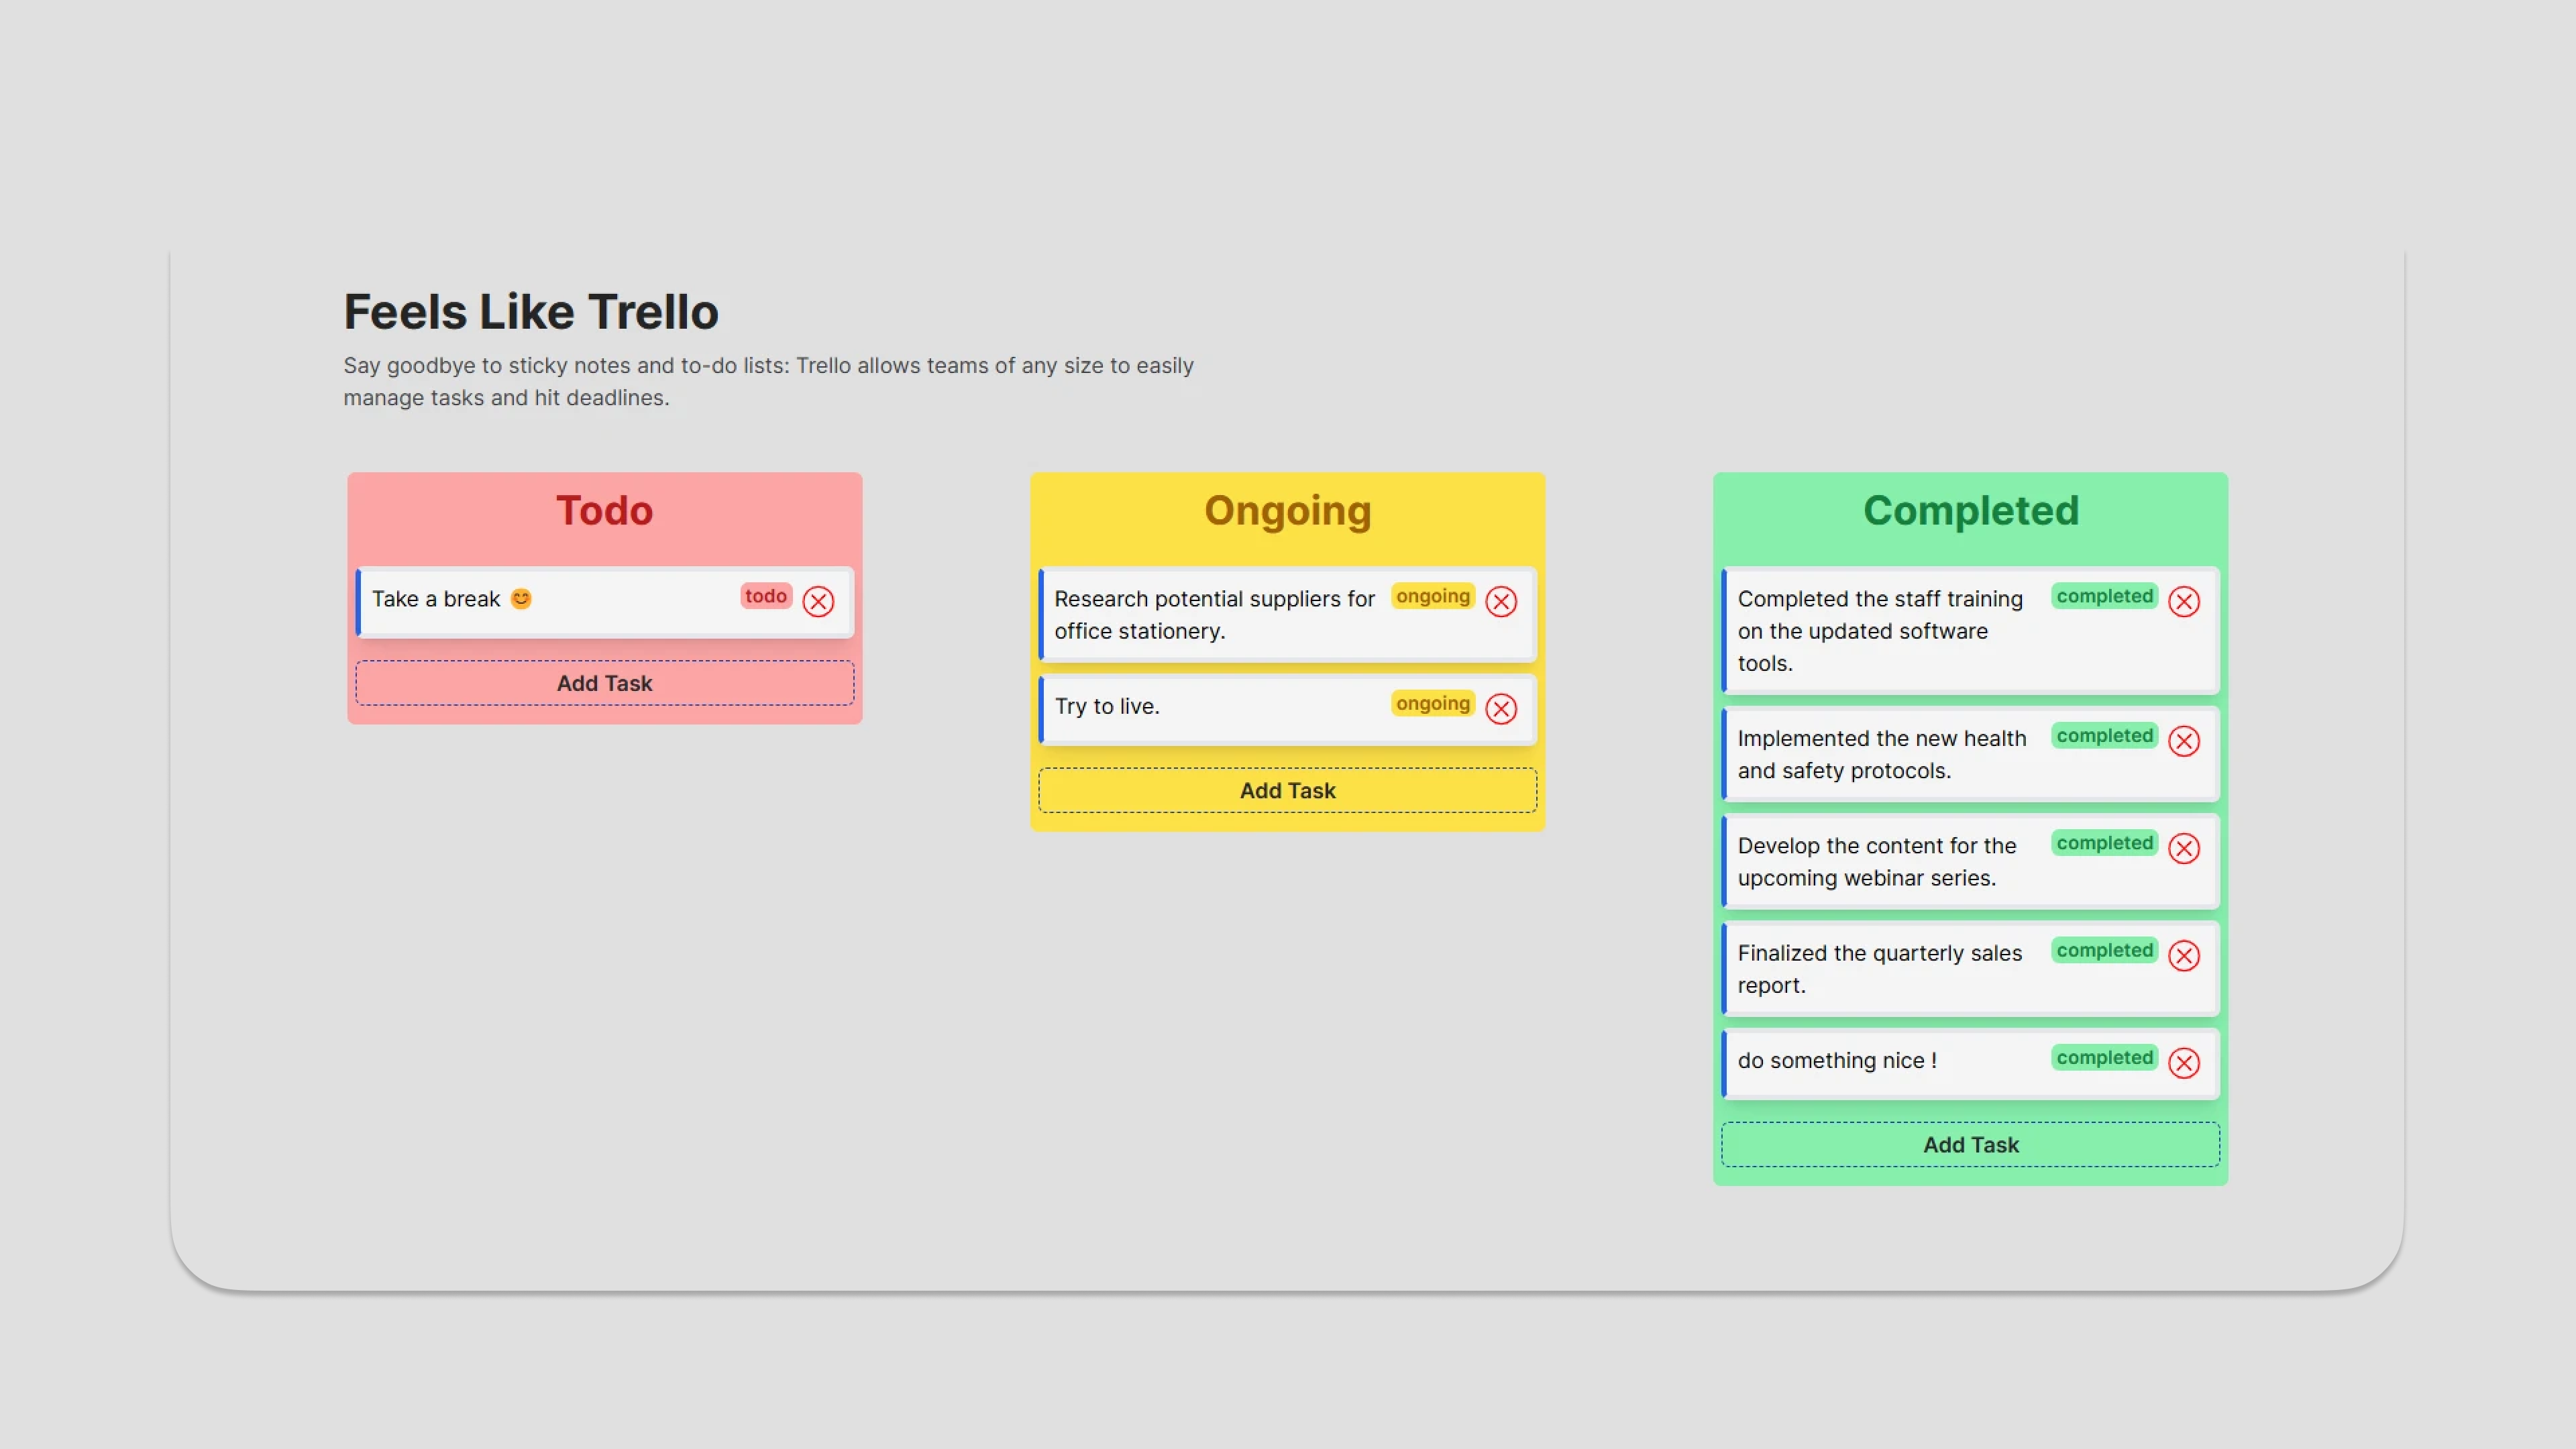 Feels Like Trello
Say goodbye to sticky notes and to-do lists: Trello allows teams of any size to easily
manage tasks and hit deadlines.
Todo
Take a break 😊
todo
Add Task
Ongoing
Research potential suppliers for
office stationery.
ongoing
Try to live.
ongoing
Add Task
Completed
Completed the staff training
on the updated software
tools.
completed
Implemented the new health
and safety protocols.
completed
Develop the content for the
upcoming webinar series.
completed
Finalized the quarterly sales
report.
completed
do something nice !
completed
Add Task